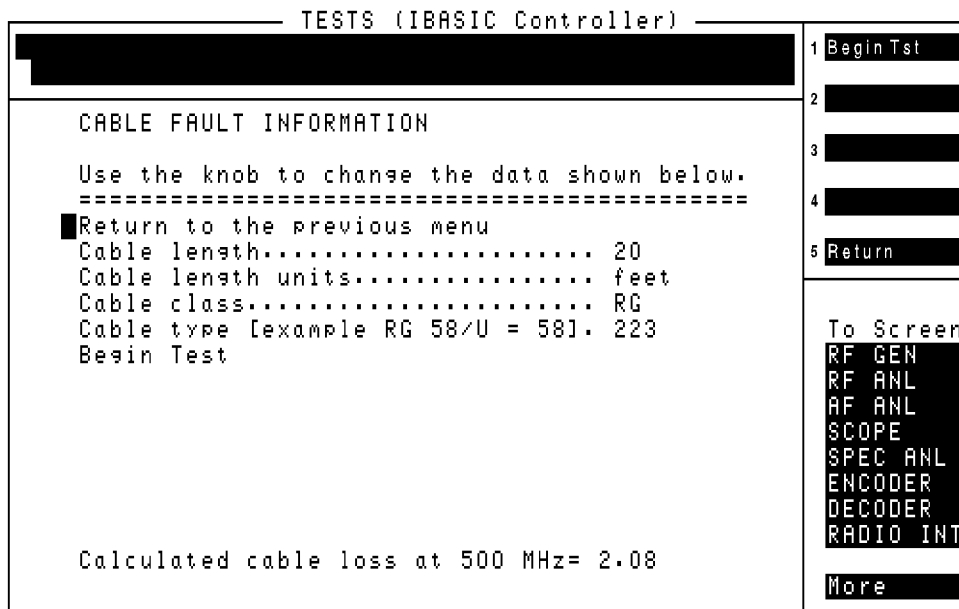 TESTS (IBASIC Controller)
CABLE FAULT INFORMATION
Use the knob to change the data shown below.
============================================
Return to the previous menu
Cable length...................... 20
Cable length units................ feet
Cable class....................... RG
Cable type [example RG 58/U = 58]. 223
Begin Test
Calculated cable loss at 500 MHz= 2.08
1 Begin Tst
2
3
4
5 Return
To Screen
RF GEN
RF ANL
AF ANL
SCOPE
SPEC ANL
ENCODER
DECODER
RADIO INT
More